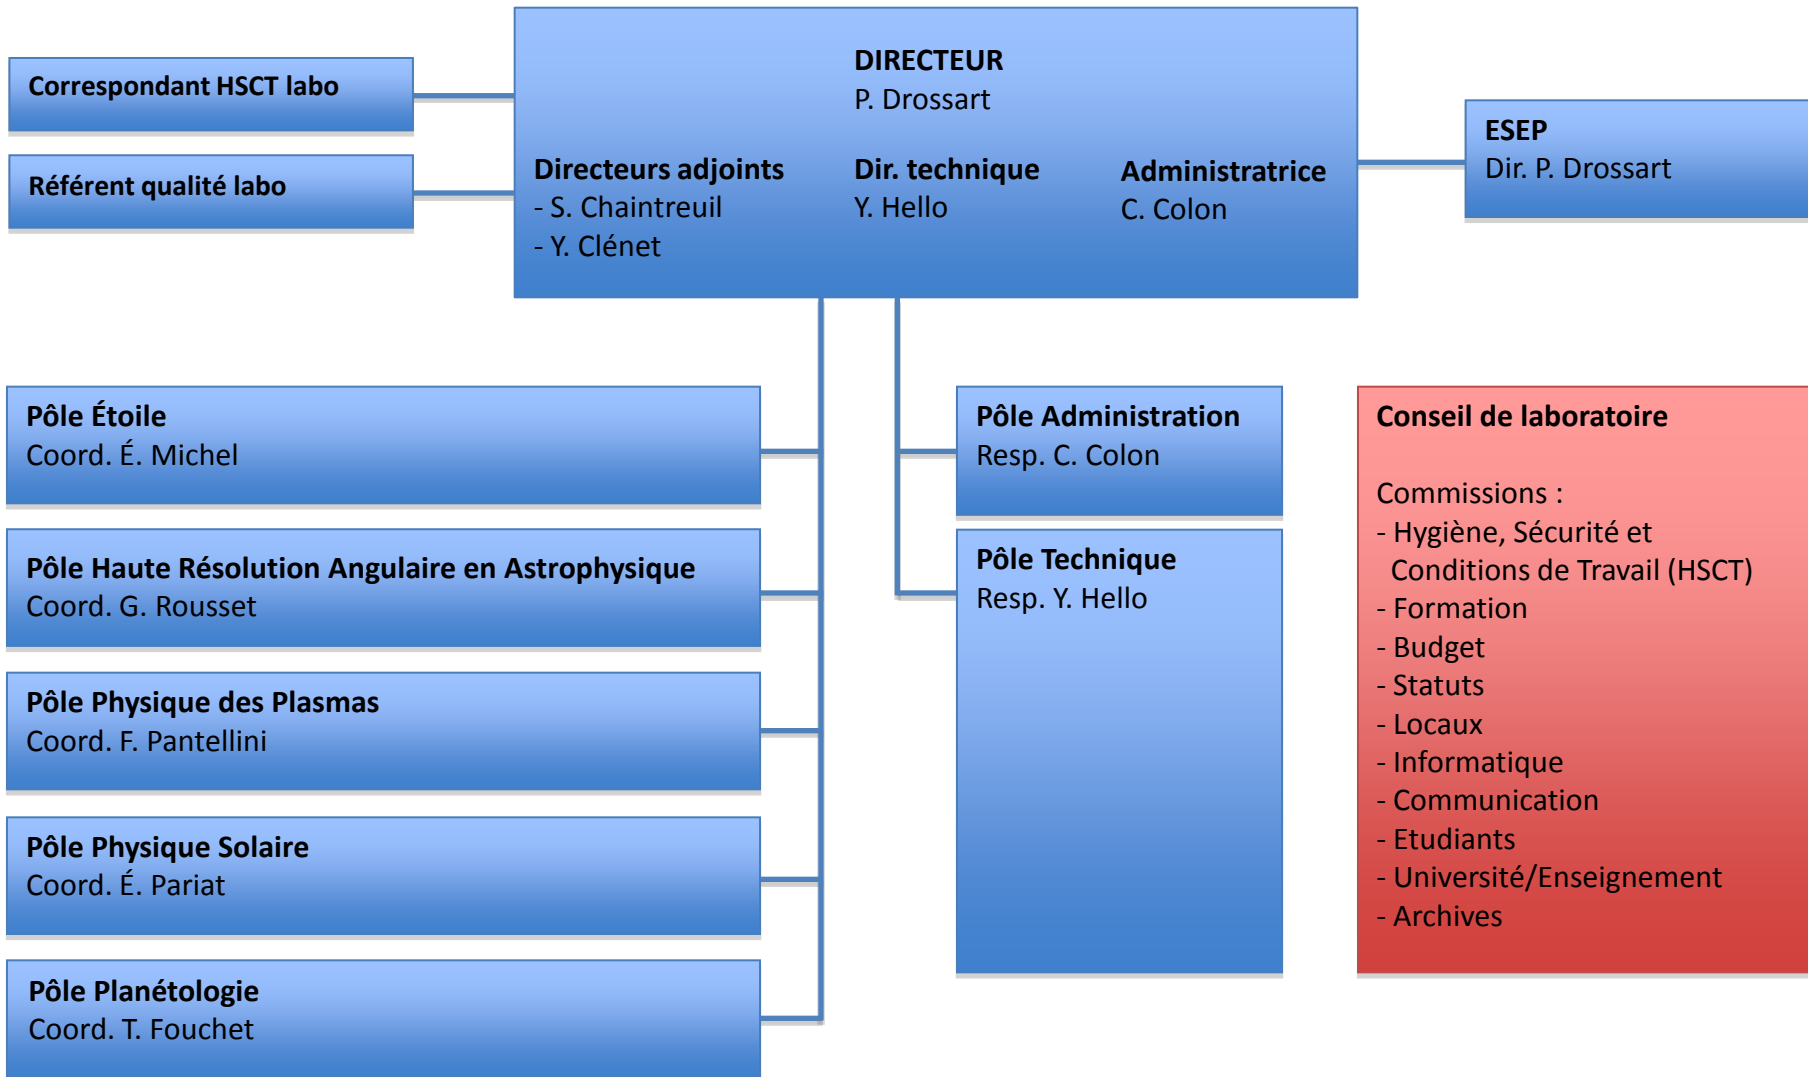 Correspondant HSCT labo
Référent qualité labo
DIRECTEUR
P. Drossart
Directeurs adjoints
- S. Chaintreuil
- Y. Clénet
Dir. technique
Y. Hello
Administratrice
C. Colon
ESEP
Dir. P. Drossart
Pôle Étoile
Coord. É. Michel
Pôle Haute Résolution Angulaire en Astrophysique
Coord. G. Rousset
Pôle Physique des Plasmas
Coord. F. Pantellini
Pôle Physique Solaire
Coord. É. Pariat
Pôle Planétologie
Coord. T. Fouchet
Pôle Administration
Resp. C. Colon
Pôle Technique
Resp. Y. Hello
Conseil de laboratoire
Commissions :
- Hygiène, Sécurité et
Conditions de Travail (HSCT)
- Formation
- Budget
- Statuts
- Locaux
- Informatique
- Communication
- Etudiants
- Université/Enseignement
- Archives